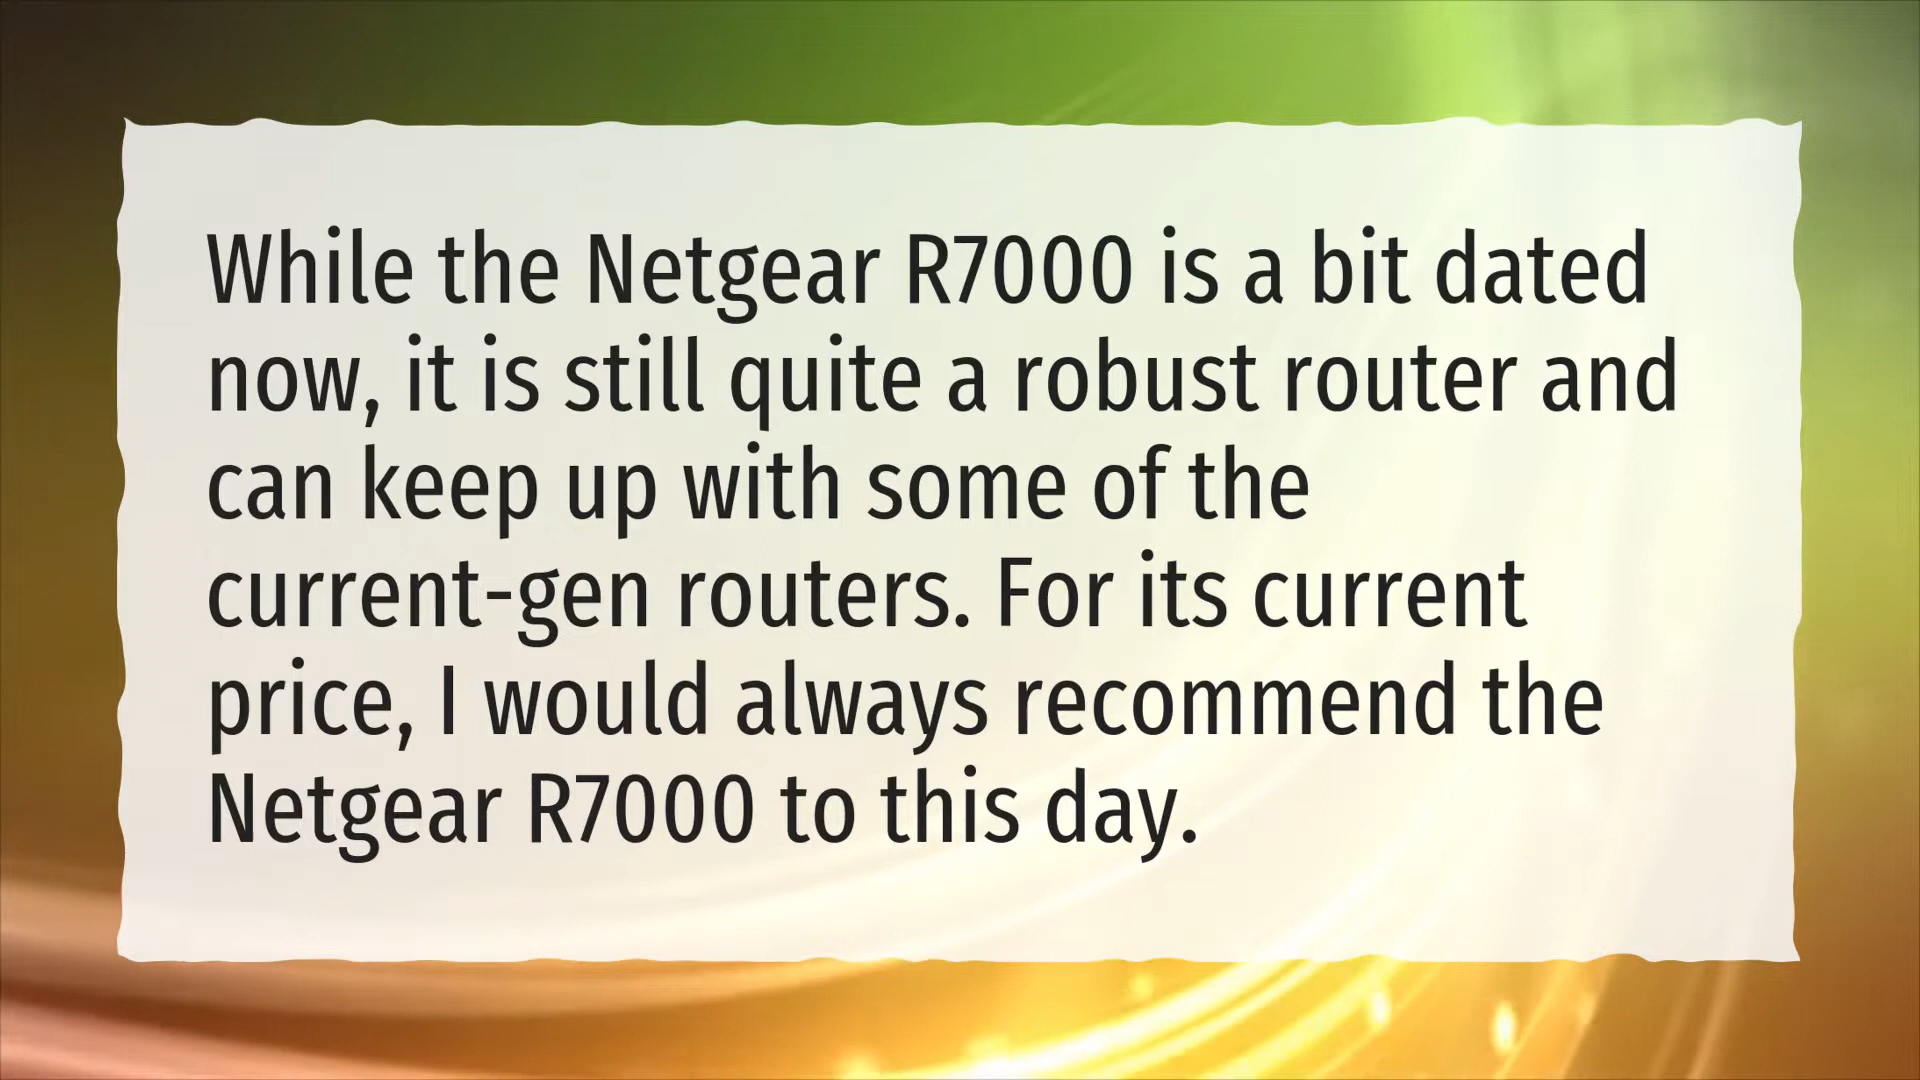 While the Netgear R7000 is a bit dated
now, it is still quite a robust router and
can keep up with some of the
current-gen routers. For its current
price, I would always recommend the
Netgear R7000 to this day.